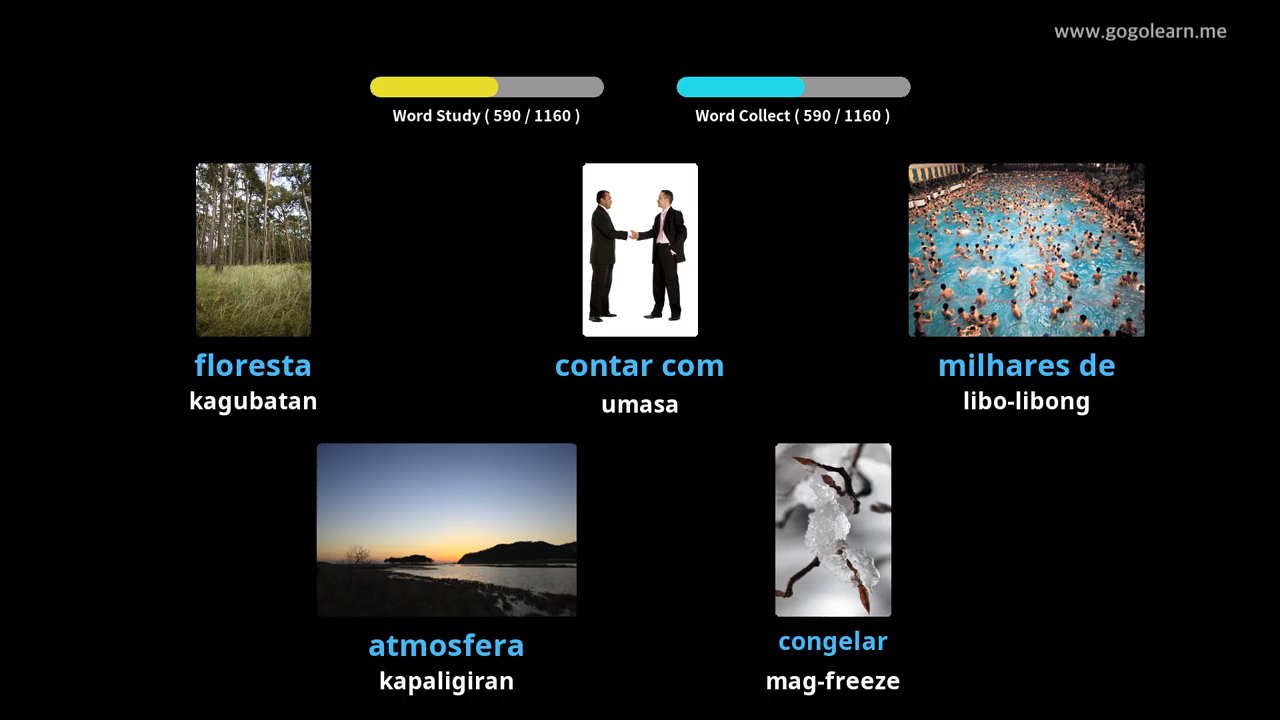 www.gogolearn.me
Word Study ( 590 / 1160 )
Word Collect ( 590 / 1160 )
floresta
kagubatan
contar com
umasa
milhares de
libo-libong
atmosfera
kapaligiran
congelar
mag-freeze